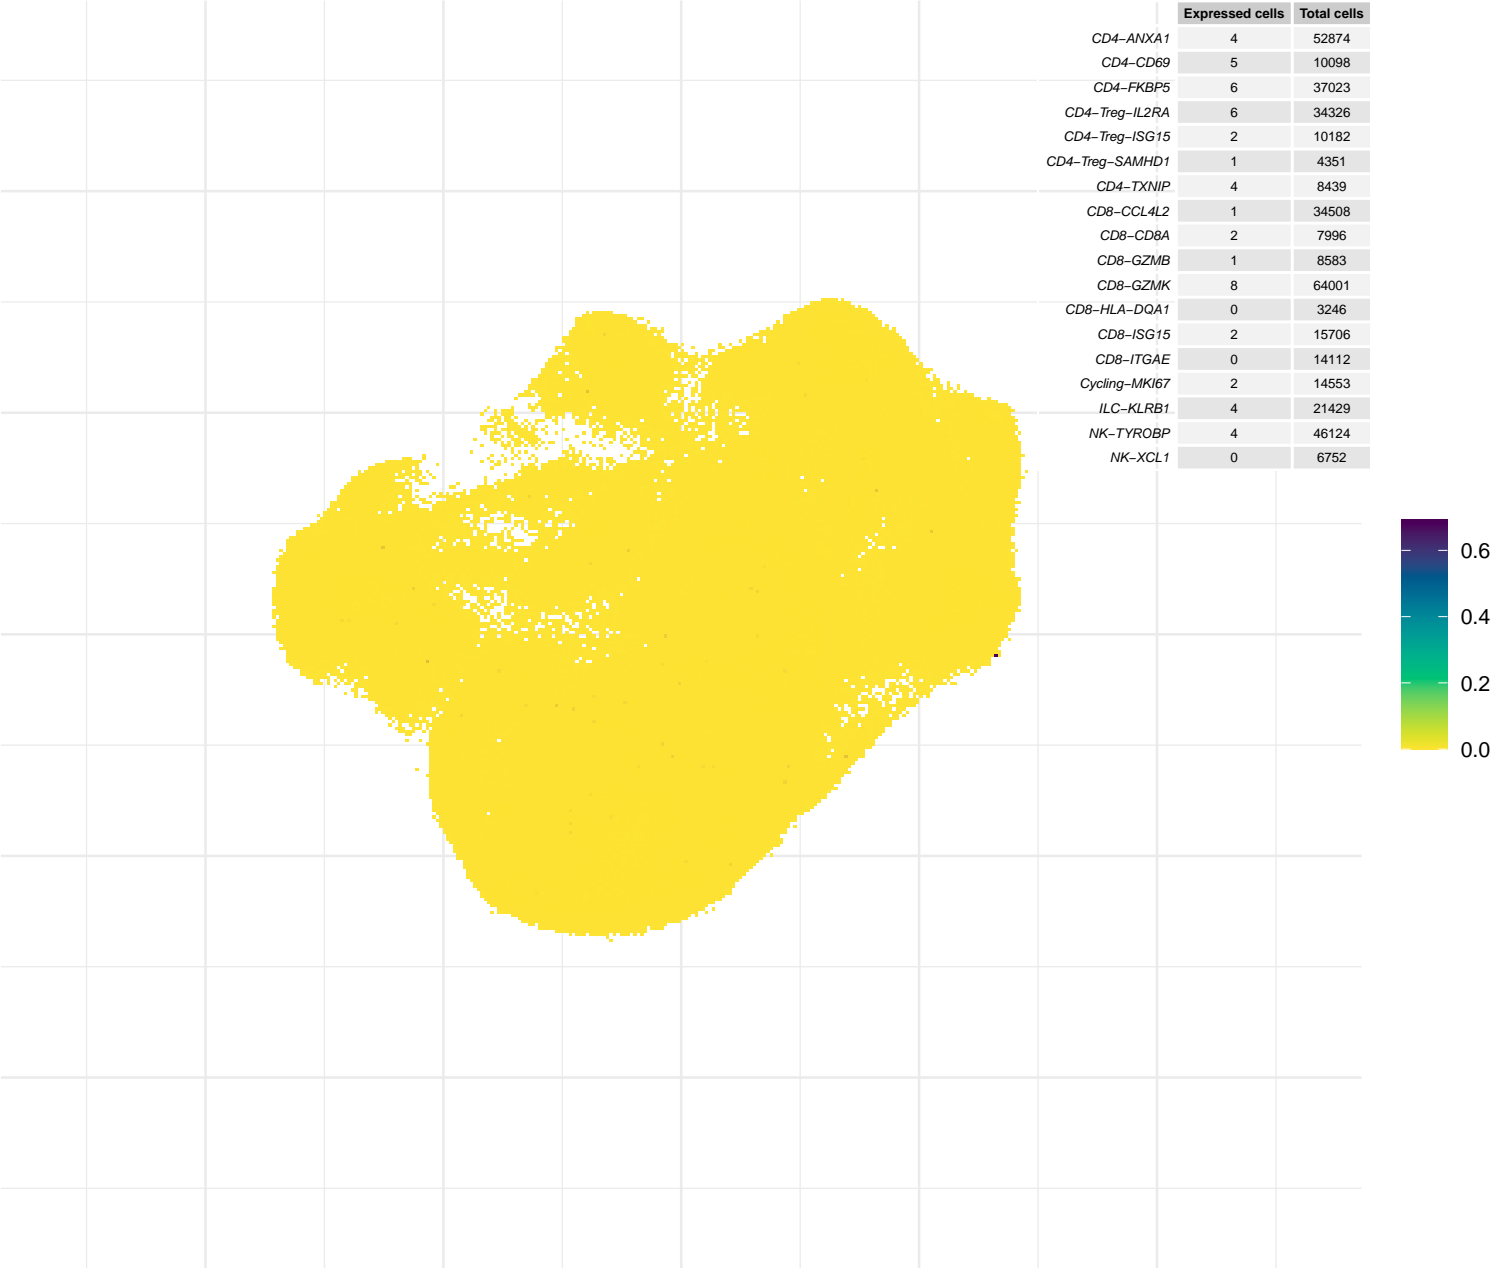 Expressed cells Total cells
CD4−ANXA1 4 52874
CD4−CD69 5 10098
CD4−FKBP5 6 37023
CD4−Treg−IL2RA 6 34326
CD4−Treg−ISG15 2 10182
CD4−Treg−SAMHD1 1 4351
CD4−TXNIP 4 8439
CD8−CCL4L2 1 34508
CD8−CD8A 2 7996
CD8−GZMB 1 8583
CD8−GZMK 8 64001
CD8−HLA−DQA1 0 3246
CD8−ISG15 2 15706
CD8−ITGAE 0 14112
Cycling−MKI67 2 14553
ILC−KLRB1 4 21429
NK−TYROBP 4 46124
NK−XCL1 0 6752
0.6
0.4
0.2
0.0